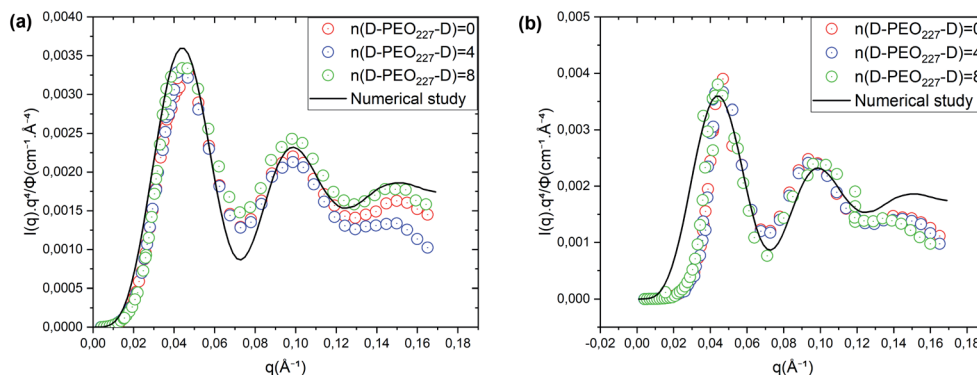 (a)
0,0040
0,0035
0,0030
0,0025
0,0020
0,0015
0,0010
0,0005
0,0000
I(q).q⁴/Φ(cm⁻¹.Å⁻⁴)
n(D-PEO₂₂₇-D)=0
n(D-PEO₂₂₇-D)=4
n(D-PEO₂₂₇-D)=8
Numerical study
0,00 0,02 0,04 0,06 0,08 0,10 0,12 0,14 0,16 0,18
q(Å⁻¹)
(b)
0,005
0,004
0,003
0,002
0,001
0,000
I(q).q⁴/Φ(cm⁻¹.Å⁻⁴)
n(D-PEO₂₂₇-D)=0
n(D-PEO₂₂₇-D)=4
n(D-PEO₂₂₇-D)=8
Numerical study
-0,02 0,00 0,02 0,04 0,06 0,08 0,10 0,12 0,14 0,16 0,18
q(Å⁻¹)